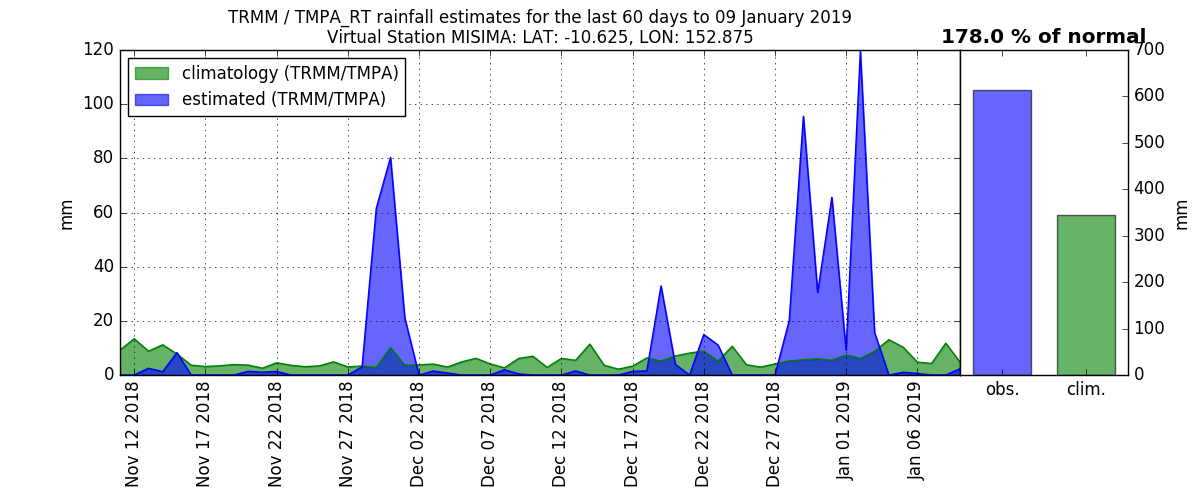 TRMM / TMPA_RT rainfall estimates for the last 60 days to 09 January 2019
Virtual Station MISIMA: LAT: -10.625, LON: 152.875
178.0 % of normal
climatology (TRMM/TMPA)
estimated (TRMM/TMPA)
120
100
80
60
40
20
0
mm
Nov 12 2018
Nov 17 2018
Nov 22 2018
Nov 27 2018
Dec 02 2018
Dec 07 2018
Dec 12 2018
Dec 17 2018
Dec 22 2018
Dec 27 2018
Jan 01 2019
Jan 06 2019
700
600
500
400
300
200
100
0
mm
obs.
clim.